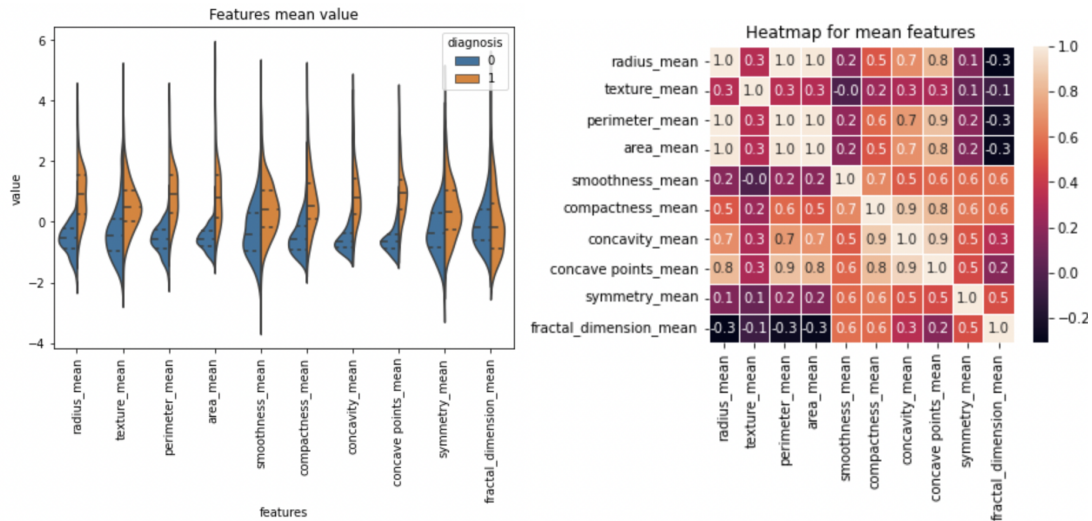 Features mean value
diagnosis
0
1
6
4
2
0
−2
−4
value
radius_mean
texture_mean
perimeter_mean
area_mean
smoothness_mean
compactness_mean
concavity_mean
concave points_mean
symmetry_mean
fractal_dimension_mean
features
Heatmap for mean features
radius_mean 1.0 0.3 1.0 1.0 0.2 0.5 0.7 0.8 0.1 -0.3
texture_mean 0.3 1.0 0.3 0.3 -0.0 0.2 0.3 0.3 0.1 -0.1
perimeter_mean 1.0 0.3 1.0 1.0 0.2 0.6 0.7 0.9 0.2 -0.3
area_mean 1.0 0.3 1.0 1.0 0.2 0.5 0.7 0.8 0.2 -0.3
smoothness_mean 0.2 -0.0 0.2 0.2 1.0 0.7 0.5 0.6 0.6 0.6
compactness_mean 0.5 0.2 0.6 0.5 0.7 1.0 0.9 0.8 0.6 0.6
concavity_mean 0.7 0.3 0.7 0.7 0.5 0.9 1.0 0.9 0.5 0.3
concave points_mean 0.8 0.3 0.9 0.8 0.6 0.8 0.9 1.0 0.5 0.2
symmetry_mean 0.1 0.1 0.2 0.2 0.6 0.6 0.5 0.5 1.0 0.5
fractal_dimension_mean -0.3 -0.1 -0.3 -0.3 0.6 0.6 0.3 0.2 0.5 1.0
radius_mean
texture_mean
perimeter_mean
area_mean
smoothness_mean
compactness_mean
concavity_mean
concave points_mean
symmetry_mean
fractal_dimension_mean
1.0
0.8
0.6
0.4
0.2
0.0
−0.2